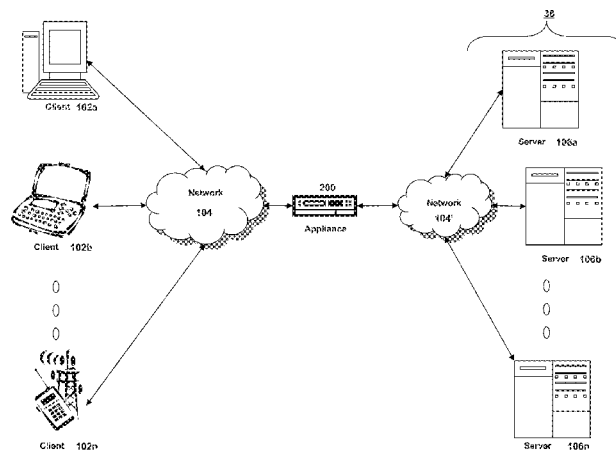 38
Client 102a
Server 106a
Network
104
200
Appliance
Network
104'
Client 102b
Server 106b
Client 102n
Server 106n